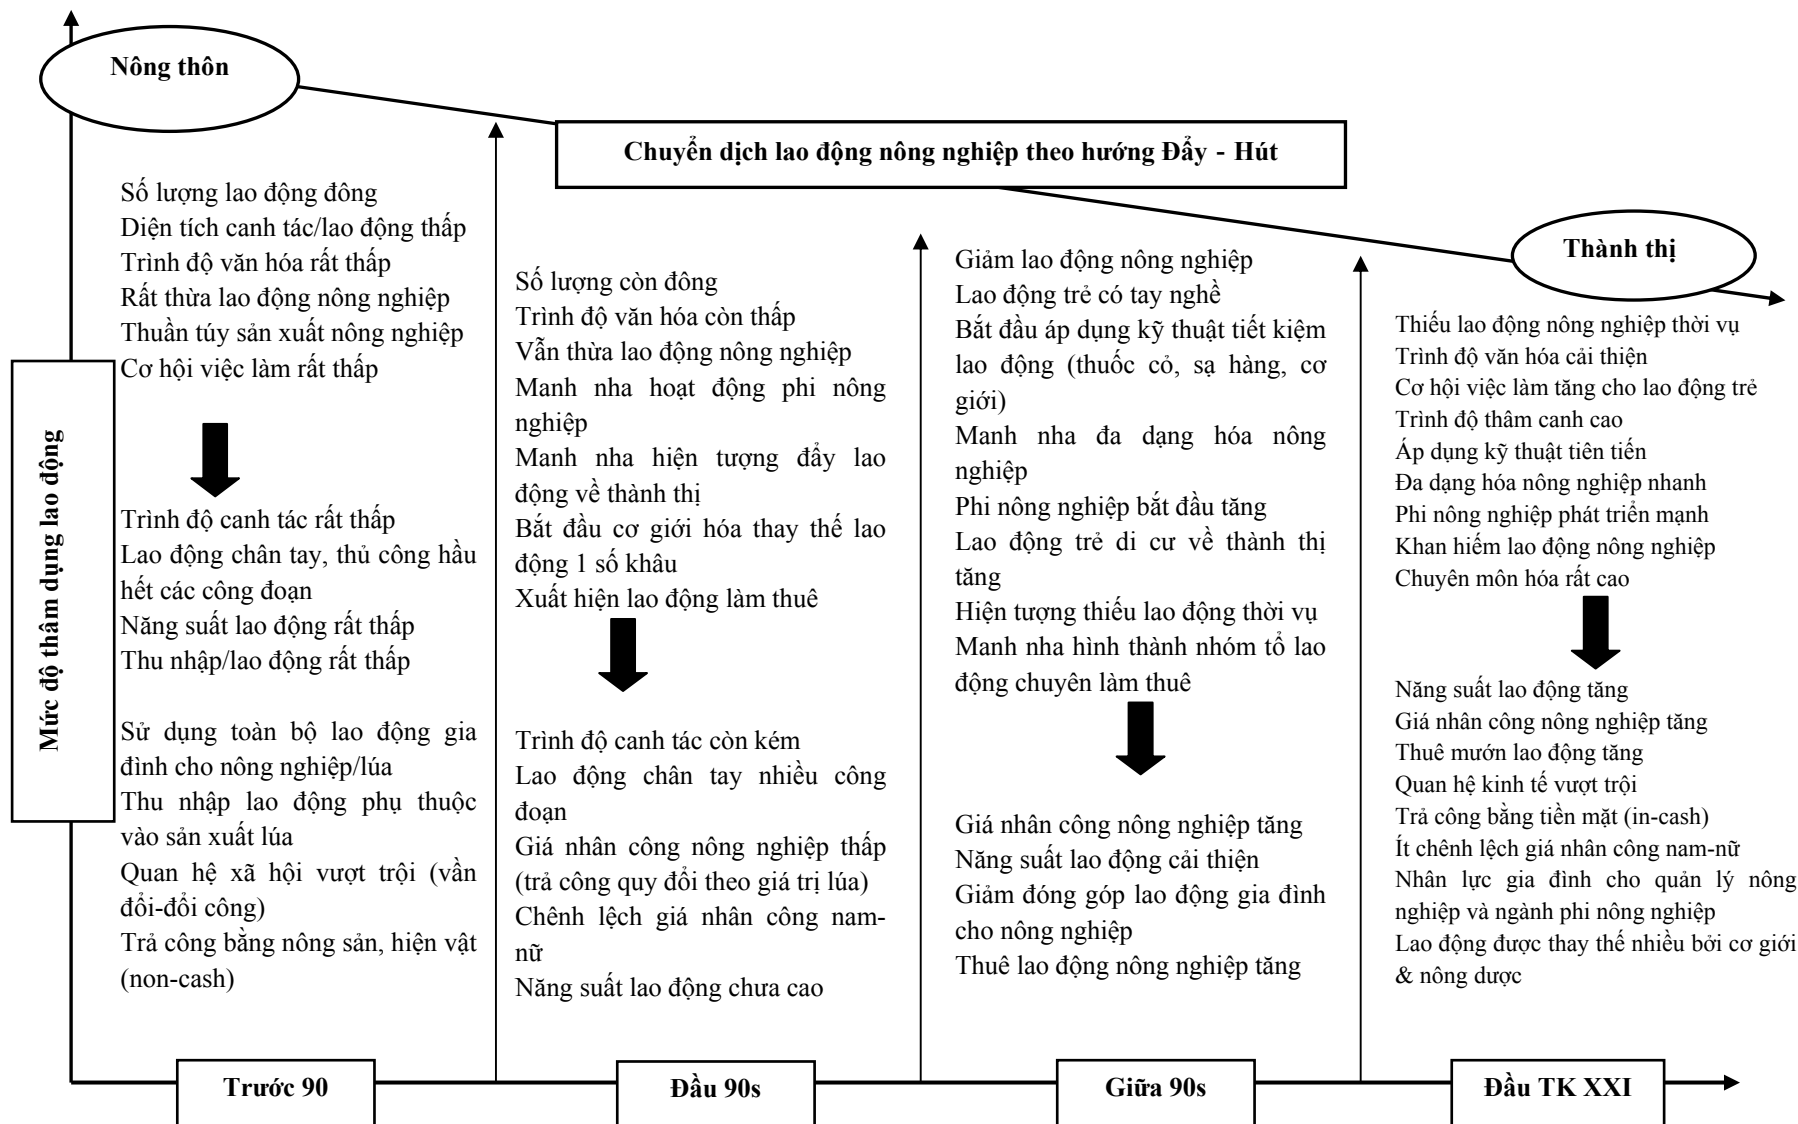 Nông thôn
Chuyển dịch lao động nông nghiệp theo hướng Đẩy - Hút
Thành thị
Mức độ thâm dụng lao động
Số lượng lao động đông
Diện tích canh tác/lao động thấp
Trình độ văn hóa rất thấp
Rất thừa lao động nông nghiệp
Thuần túy sản xuất nông nghiệp
Cơ hội việc làm rất thấp
Trình độ canh tác rất thấp
Lao động chân tay, thủ công hầu
hết các công đoạn
Năng suất lao động rất thấp
Thu nhập/lao động rất thấp
Sử dụng toàn bộ lao động gia
đình cho nông nghiệp/lúa
Thu nhập lao động phụ thuộc
vào sản xuất lúa
Quan hệ xã hội vượt trội (vần
đổi-đổi công)
Trả công bằng nông sản, hiện vật
(non-cash)
Trước 90
Số lượng còn đông
Trình độ văn hóa còn thấp
Vẫn thừa lao động nông nghiệp
Manh nha hoạt động phi nông
nghiệp
Manh nha hiện tượng đẩy lao
động về thành thị
Bắt đầu cơ giới hóa thay thế lao
động 1 số khâu
Xuất hiện lao động làm thuê
Trình độ canh tác còn kém
Lao động chân tay nhiều công
đoạn
Giá nhân công nông nghiệp thấp
(trả công quy đổi theo giá trị lúa)
Chênh lệch giá nhân công nam-
nữ
Năng suất lao động chưa cao
Đầu 90s
Giảm lao động nông nghiệp
Lao động trẻ có tay nghề
Bắt đầu áp dụng kỹ thuật tiết kiệm
lao động (thuốc cỏ, sạ hàng, cơ
giới)
Manh nha đa dạng hóa nông
nghiệp
Phi nông nghiệp bắt đầu tăng
Lao động trẻ di cư về thành thị
tăng
Hiện tượng thiếu lao động thời vụ
Manh nha hình thành nhóm tổ lao
động chuyên làm thuê
Giá nhân công nông nghiệp tăng
Năng suất lao động cải thiện
Giảm đóng góp lao động gia đình
cho nông nghiệp
Thuê lao động nông nghiệp tăng
Giữa 90s
Thiếu lao động nông nghiệp thời vụ
Trình độ văn hóa cải thiện
Cơ hội việc làm tăng cho lao động trẻ
Trình độ thâm canh cao
Áp dụng kỹ thuật tiên tiến
Đa dạng hóa nông nghiệp nhanh
Phi nông nghiệp phát triển mạnh
Khan hiếm lao động nông nghiệp
Chuyên môn hóa rất cao
Năng suất lao động tăng
Giá nhân công nông nghiệp tăng
Thuê mướn lao động tăng
Quan hệ kinh tế vượt trội
Trả công bằng tiền mặt (in-cash)
Ít chênh lệch giá nhân công nam-nữ
Nhân lực gia đình cho quản lý nông
nghiệp và ngành phi nông nghiệp
Lao động được thay thế nhiều bởi cơ giới
& nông dược
Đầu TK XXI